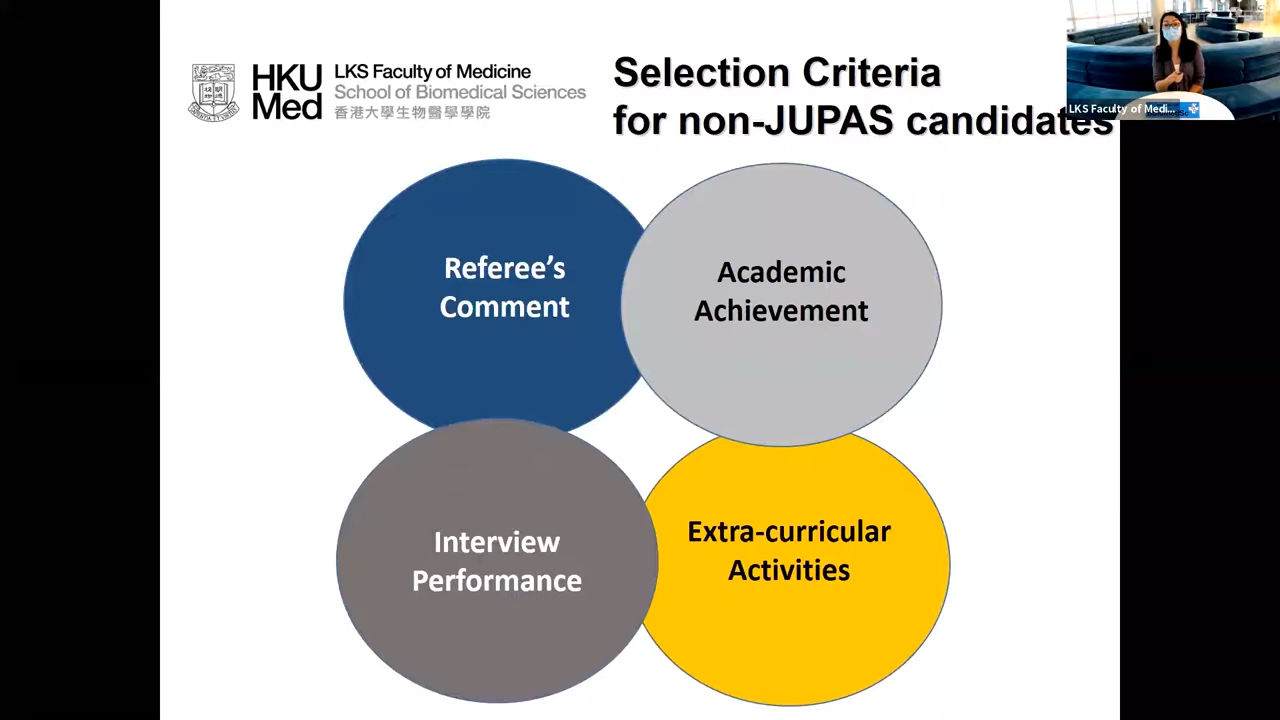 HKU
Med
LKS Faculty of Medicine
School of Biomedical Sciences
香港大學生物醫學學院
Selection Criteria
for non-JUPAS candidates
LKS Faculty of Medi...
Referee's
Comment
Academic
Achievement
Interview
Performance
Extra-curricular
Activities